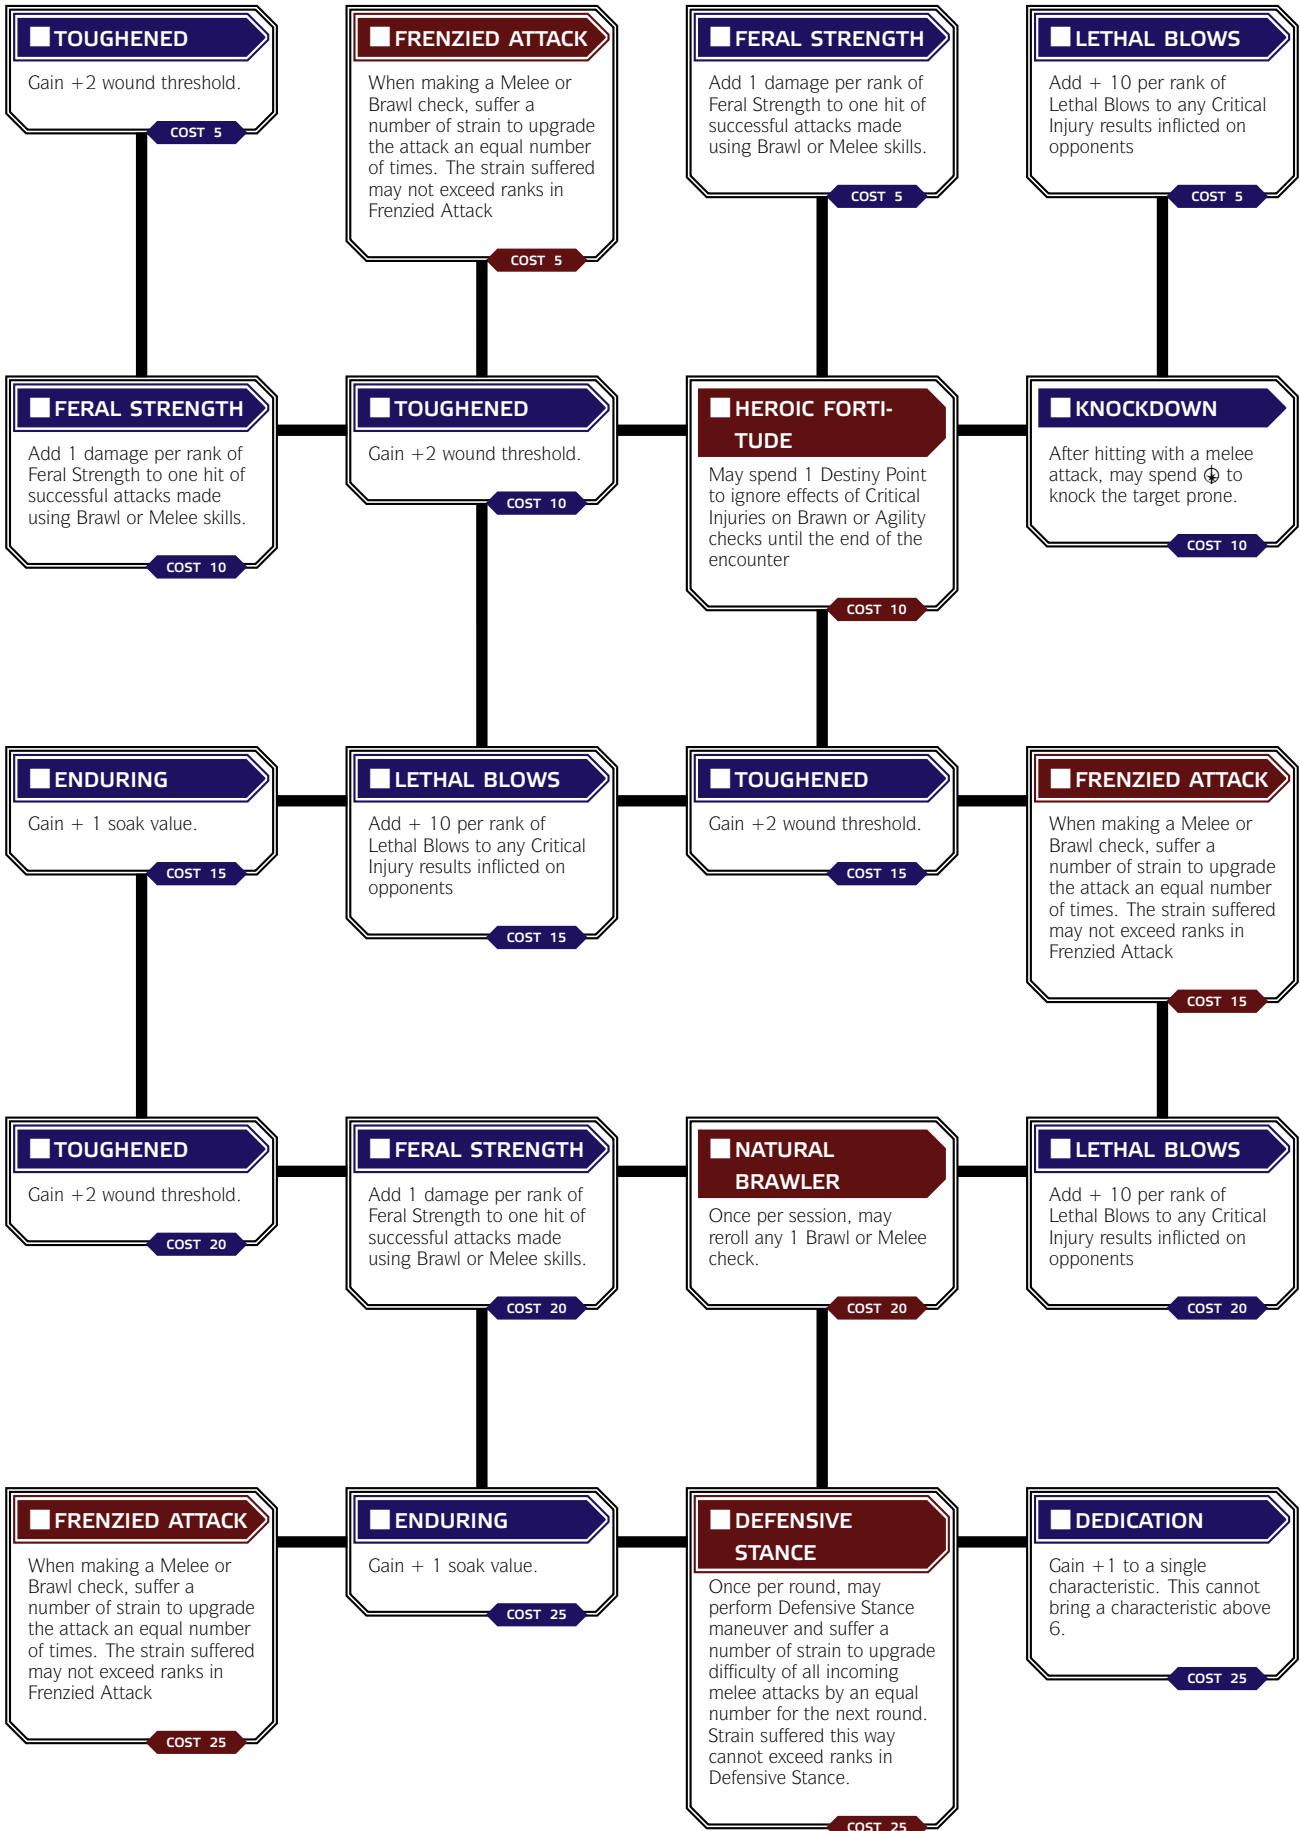 TOUGHENED
Gain +2 wound threshold.
COST 5
FRENZIED ATTACK
When making a Melee or
Brawl check, suffer a
number of strain to upgrade
the attack an equal number
of times. The strain suffered
may not exceed ranks in
Frenzied Attack
COST 5
FERAL STRENGTH
Add 1 damage per rank of
Feral Strength to one hit of
successful attacks made
using Brawl or Melee skills.
COST 5
LETHAL BLOWS
Add + 10 per rank of
Lethal Blows to any Critical
Injury results inflicted on
opponents
COST 5
FERAL STRENGTH
Add 1 damage per rank of
Feral Strength to one hit of
successful attacks made
using Brawl or Melee skills.
COST 10
TOUGHENED
Gain +2 wound threshold.
COST 10
HEROIC FORTI-
TUDE
May spend 1 Destiny Point
to ignore effects of Critical
Injuries on Brawn or Agility
checks until the end of the
encounter
COST 10
KNOCKDOWN
After hitting with a melee
attack, may spend to
knock the target prone.
COST 10
ENDURING
Gain + 1 soak value.
COST 15
LETHAL BLOWS
Add + 10 per rank of
Lethal Blows to any Critical
Injury results inflicted on
opponents
COST 15
TOUGHENED
Gain +2 wound threshold.
COST 15
FRENZIED ATTACK
When making a Melee or
Brawl check, suffer a
number of strain to upgrade
the attack an equal number
of times. The strain suffered
may not exceed ranks in
Frenzied Attack
COST 15
TOUGHENED
Gain +2 wound threshold.
COST 20
FERAL STRENGTH
Add 1 damage per rank of
Feral Strength to one hit of
successful attacks made
using Brawl or Melee skills.
COST 20
NATURAL
BRAWLER
Once per session, may
reroll any 1 Brawl or Melee
check.
COST 20
LETHAL BLOWS
Add + 10 per rank of
Lethal Blows to any Critical
Injury results inflicted on
opponents
COST 20
FRENZIED ATTACK
When making a Melee or
Brawl check, suffer a
number of strain to upgrade
the attack an equal number
of times. The strain suffered
may not exceed ranks in
Frenzied Attack
COST 25
ENDURING
Gain + 1 soak value.
COST 25
DEFENSIVE
STANCE
Once per round, may
perform Defensive Stance
maneuver and suffer a
number of strain to upgrade
difficulty of all incoming
melee attacks by an equal
number for the next round.
Strain suffered this way
cannot exceed ranks in
Defensive Stance.
COST 25
DEDICATION
Gain +1 to a single
characteristic. This cannot
bring a characteristic above
6.
COST 25